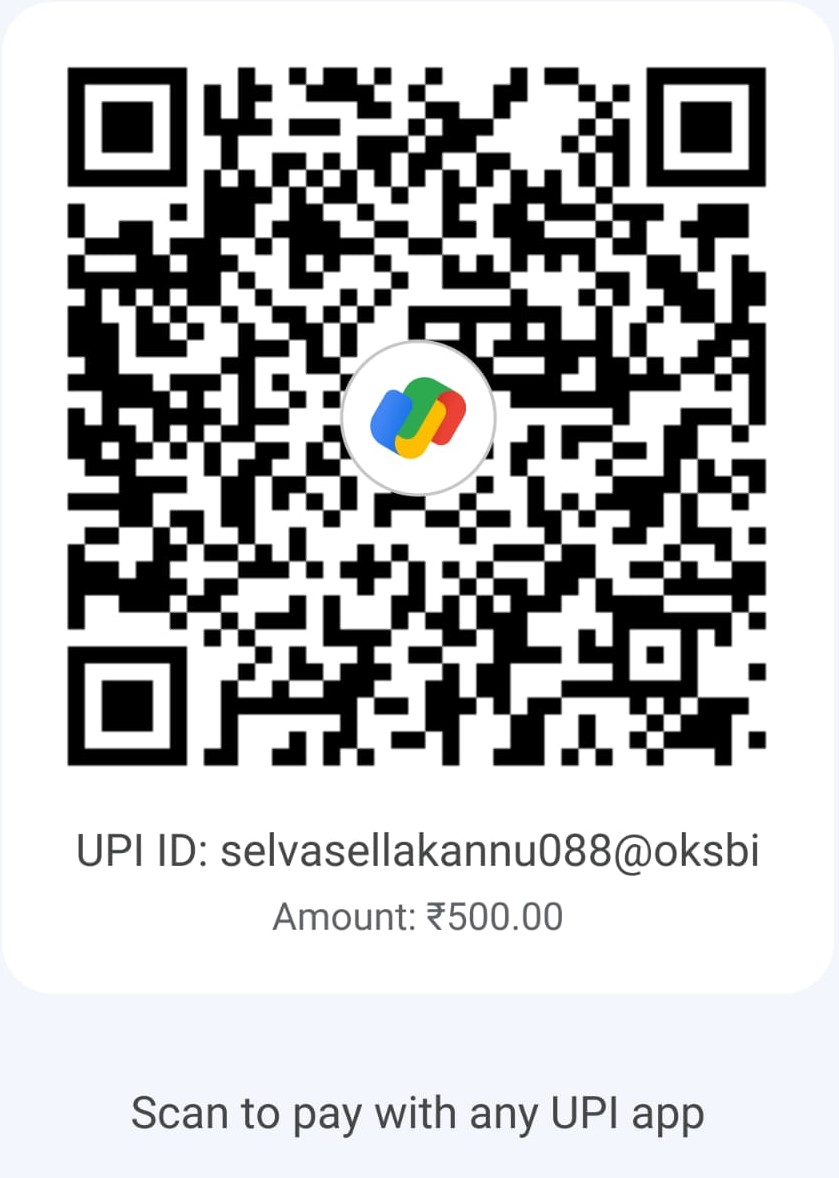 UPI ID: selvasellakannu088@oksbi
Amount: ₹500.00
Scan to pay with any UPI app